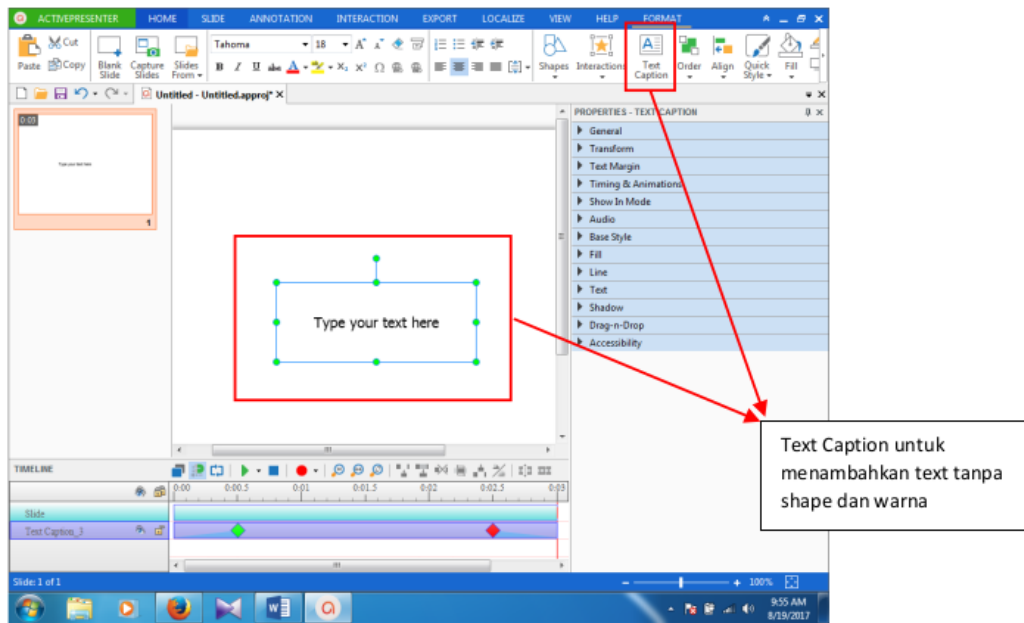 ACTIVEPRESENTER HOME SLIDE ANNOTATION INTERACTION EXPORT LOCALIZE VIEW HELP FORMAT
Cut
Copy
Paste
Blank Slide
Capture Slides
Slides From
Tahoma 18
Shapes
Interactions
Text Caption
Order
Align
Quick Style
Fill
Untitled - Untitled.approj*
0:03
Type your text here
1
PROPERTIES - TEXT CAPTION
General
Transform
Text Margin
Timing & Animations
Show In Mode
Audio
Base Style
Fill
Line
Text
Shadow
Drag-n-Drop
Accessibility
Type your text here
Text Caption untuk
menambahkan text tanpa
shape dan warna
TIMELINE
0:00 0:00.5 0:01 0:01.5 0:02 0:02.5 0:03
Slide
Text Caption_3
Slide: 1 of 1
100%
9:55 AM
8/19/2017